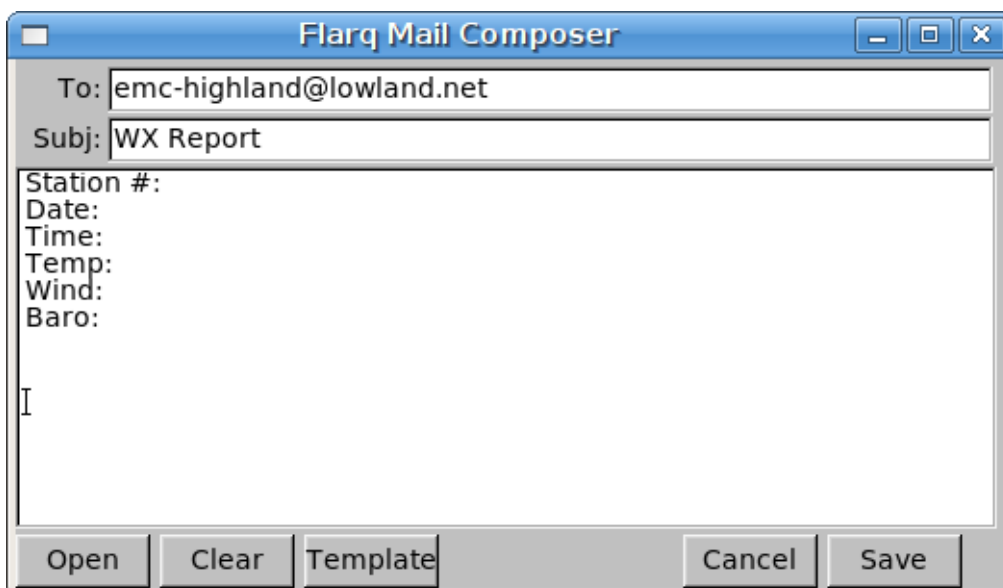 Flarq Mail Composer
To: emc-highland@lowland.net
Subj: WX Report
Station #:
Date:
Time:
Temp:
Wind:
Baro:
Open Clear Template Cancel Save